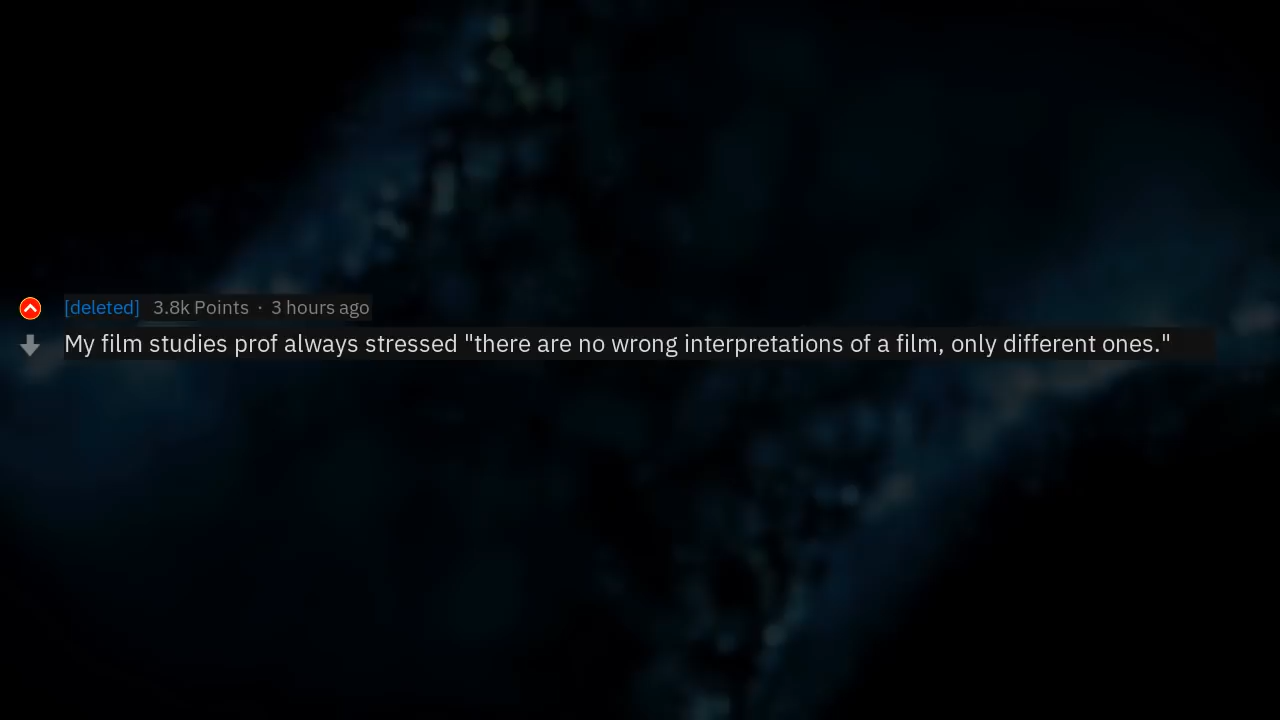 [deleted] 3.8k Points · 3 hours ago
My film studies prof always stressed "there are no wrong interpretations of a film, only different ones."